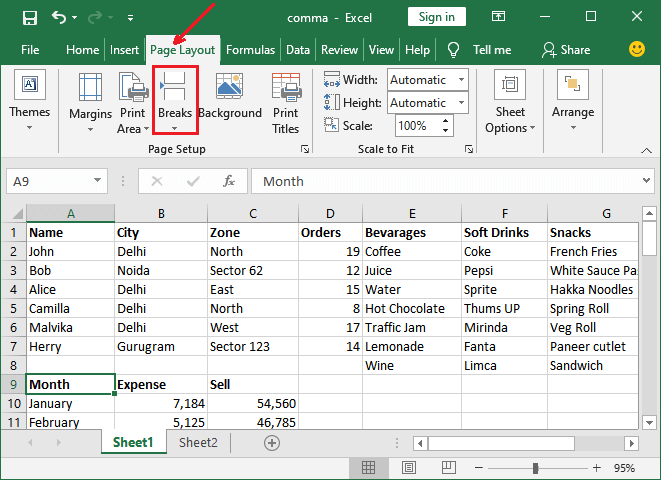 comma - Excel
Sign in
File Home Insert Page Layout Formulas Data Review View Help Tell me Share
Themes
Margins
Print Area
Breaks
Background
Print Titles
Width: Automatic
Height: Automatic
Scale: 100%
Sheet Options
Arrange
Page Setup
Scale to Fit
A9 fx Month
A B C D E F G
1 Name City Zone Orders Bevarages Soft Drinks Snacks
2 John Delhi North 19 Coffee Coke French Fries
3 Bob Noida Sector 62 12 Juice Pepsi White Sauce Pa
4 Alice Delhi East 15 Water Sprite Hakka Noodles
5 Camilla Delhi North 8 Hot Chocolate Thums UP Spring Roll
6 Malvika Delhi West 17 Traffic Jam Mirinda Veg Roll
7 Herry Gurugram Sector 123 14 Lemonade Fanta Paneer cutlet
8 Wine Limca Sandwich
9 Month Expense Sell
10 January 7,184 54,560
11 February 5,125 46,785
Sheet1 Sheet2
95%